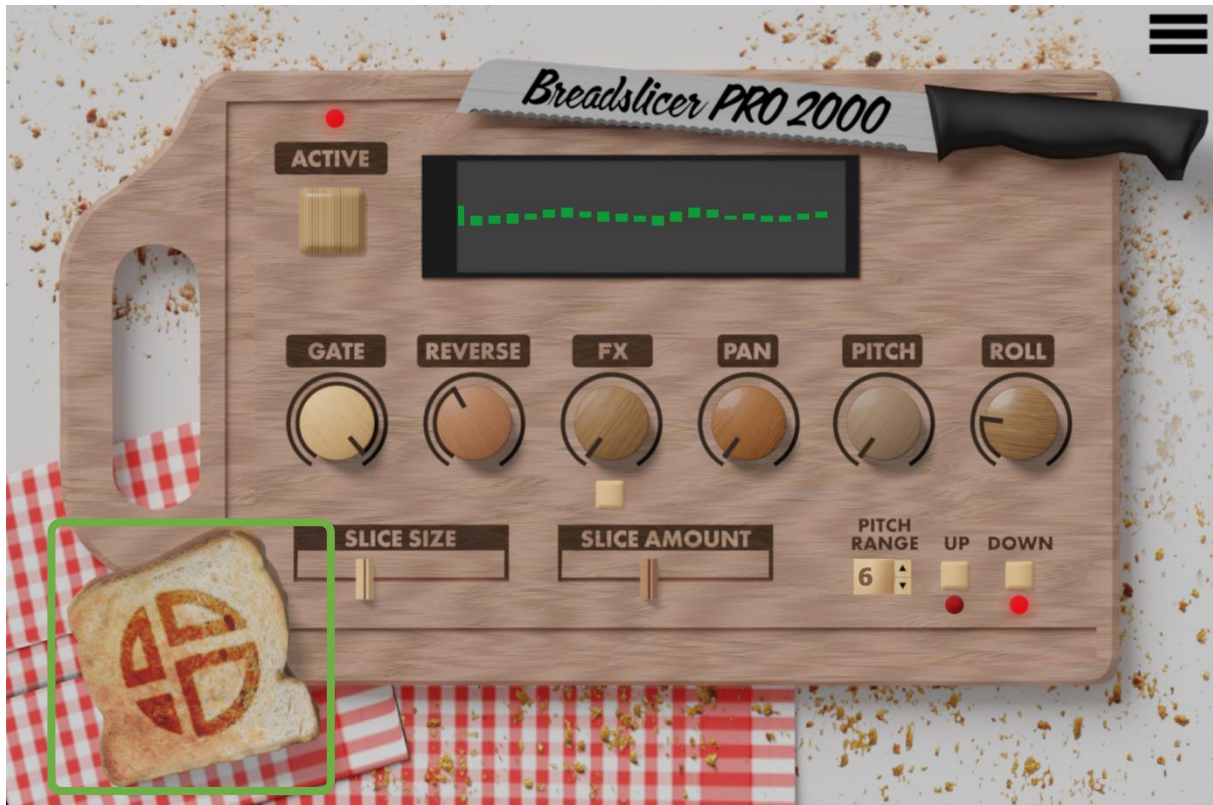 Breadslicer PRO 2000
ACTIVE
GATE
REVERSE
FX
PAN
PITCH
ROLL
SLICE SIZE
SLICE AMOUNT
PITCH
RANGE
UP
DOWN
6